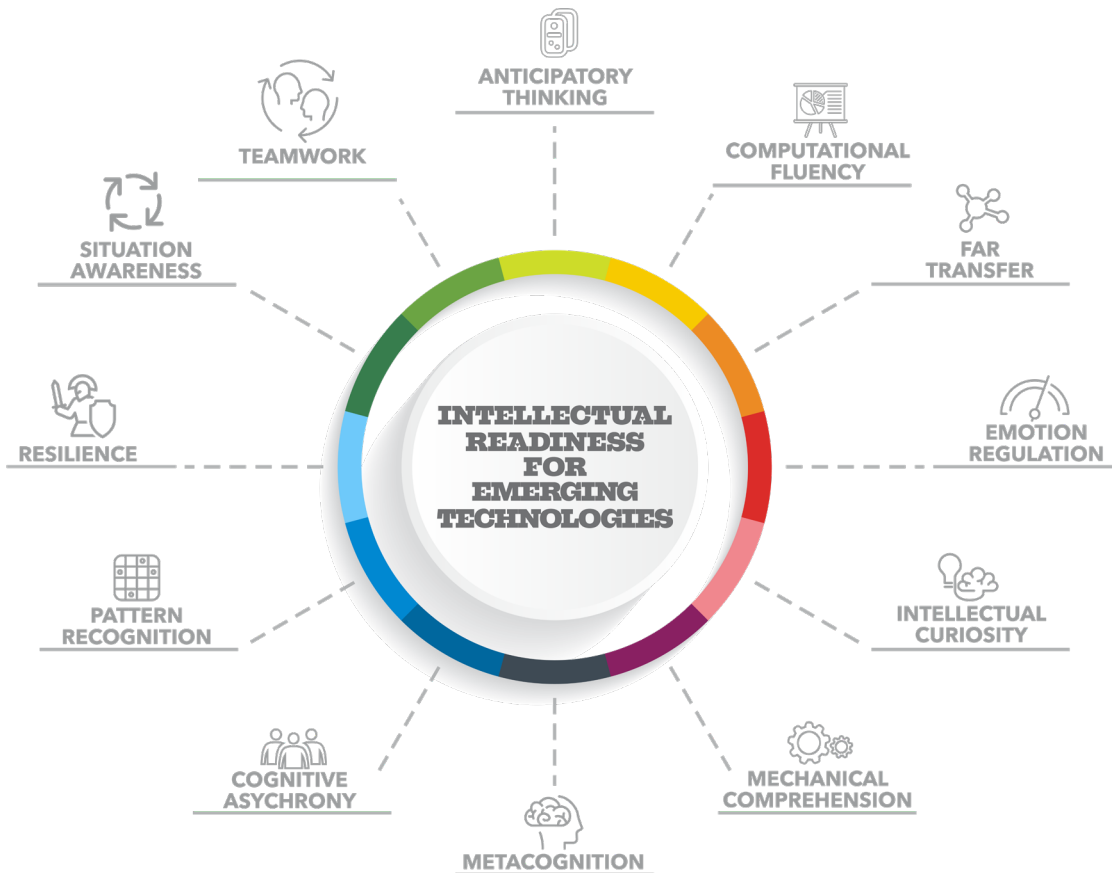 ANTICIPATORY
THINKING
COMPUTATIONAL
FLUENCY
FAR
TRANSFER
EMOTION
REGULATION
INTELLECTUAL
CURIOSITY
MECHANICAL
COMPREHENSION
METACOGNITION
COGNITIVE
ASYCHRONY
PATTERN
RECOGNITION
RESILIENCE
SITUATION
AWARENESS
TEAMWORK
INTELLECTUAL
READINESS
FOR
EMERGING
TECHNOLOGIES